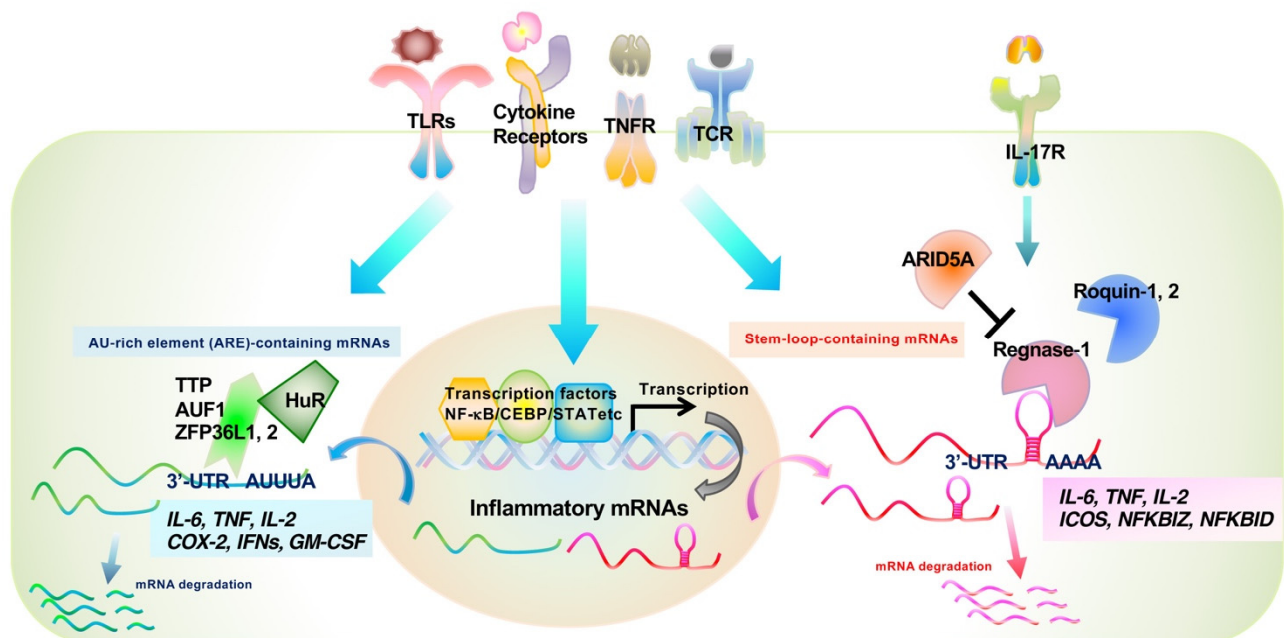 TLRs
Cytokine
Receptors
TNFR
TCR
IL-17R
ARID5A
Roquin-1, 2
AU-rich element (ARE)-containing mRNAs
Stem-loop-containing mRNAs
Regnase-1
TTP
AUF1
ZFP36L1, 2
HuR
Transcription factors
NF-κB/CEBP/STATetc
Transcription
3’-UTR AUUUA
3’-UTR AAAA
Inflammatory mRNAs
IL-6, TNF, IL-2
COX-2, IFNs, GM-CSF
IL-6, TNF, IL-2
ICOS, NFKBIZ, NFKBID
mRNA degradation
mRNA degradation